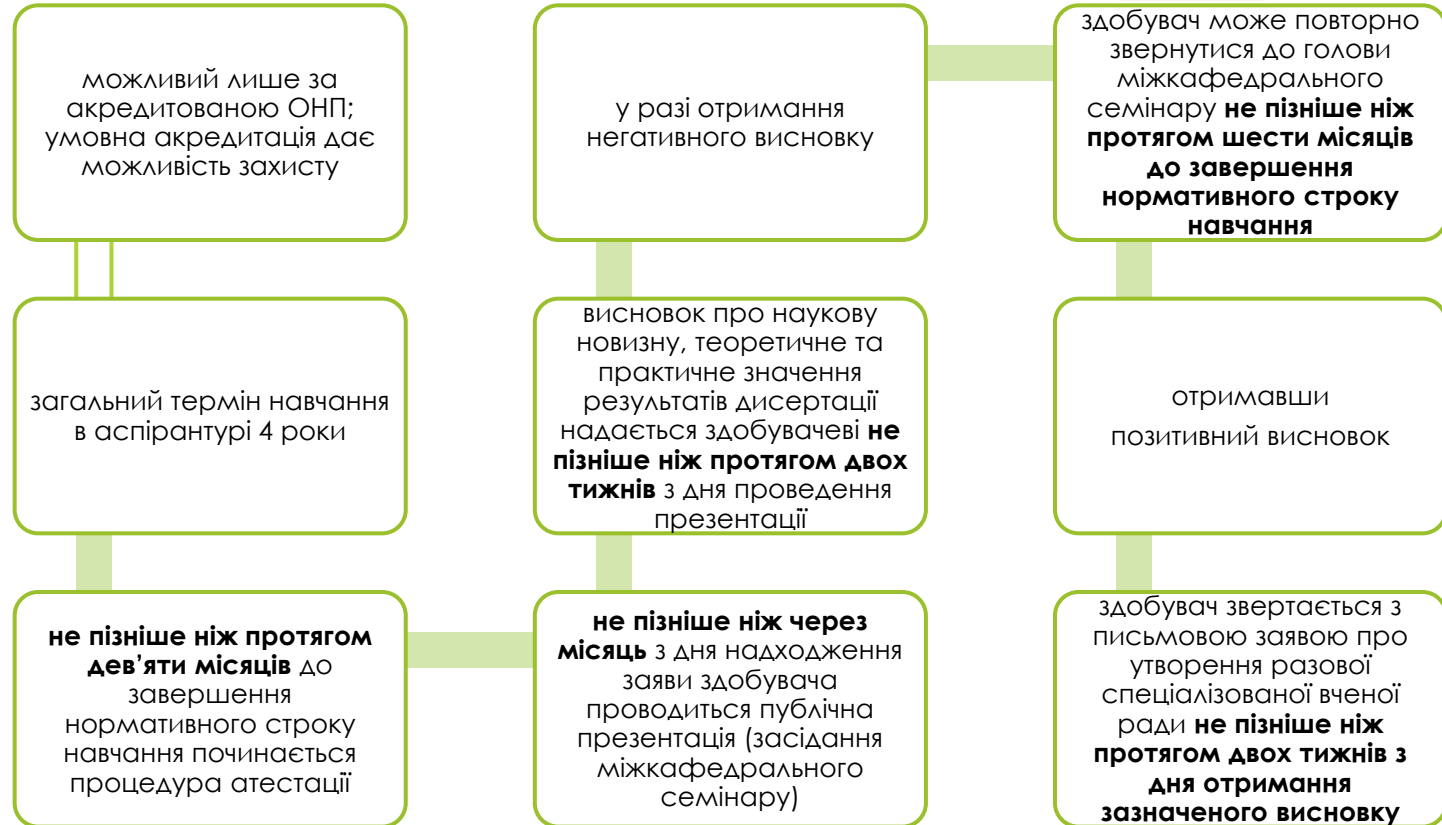 можливий лише за
акредитованою ОНП;
умовна акредитація дає
можливість захисту
загальний термін навчання
в аспірантурі 4 роки
не пізніше ніж протягом
дев’яти місяців до
завершення
нормативного строку
навчання починається
процедура атестації
не пізніше ніж через
місяць з дня надходження
заяви здобувача
проводиться публічна
презентація (засідання
міжкафедрального
семінару)
висновок про наукову
новизну, теоретичне та
практичне значення
результатів дисертації
надається здобувачеві не
пізніше ніж протягом двох
тижнів з дня проведення
презентації
у разі отримання
негативного висновку
здобувач може повторно
звернутися до голови
міжкафедрального
семінару не пізніше ніж
протягом шести місяців
до завершення
нормативного строку
навчання
отримавши
позитивний висновок
здобувач звертається з
письмовою заявою про
утворення разової
спеціалізованої вченої
ради не пізніше ніж
протягом двох тижнів з
дня отримання
зазначеного висновку